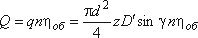 Q = qnη_об = πd²/4 zD′sin γnη_об